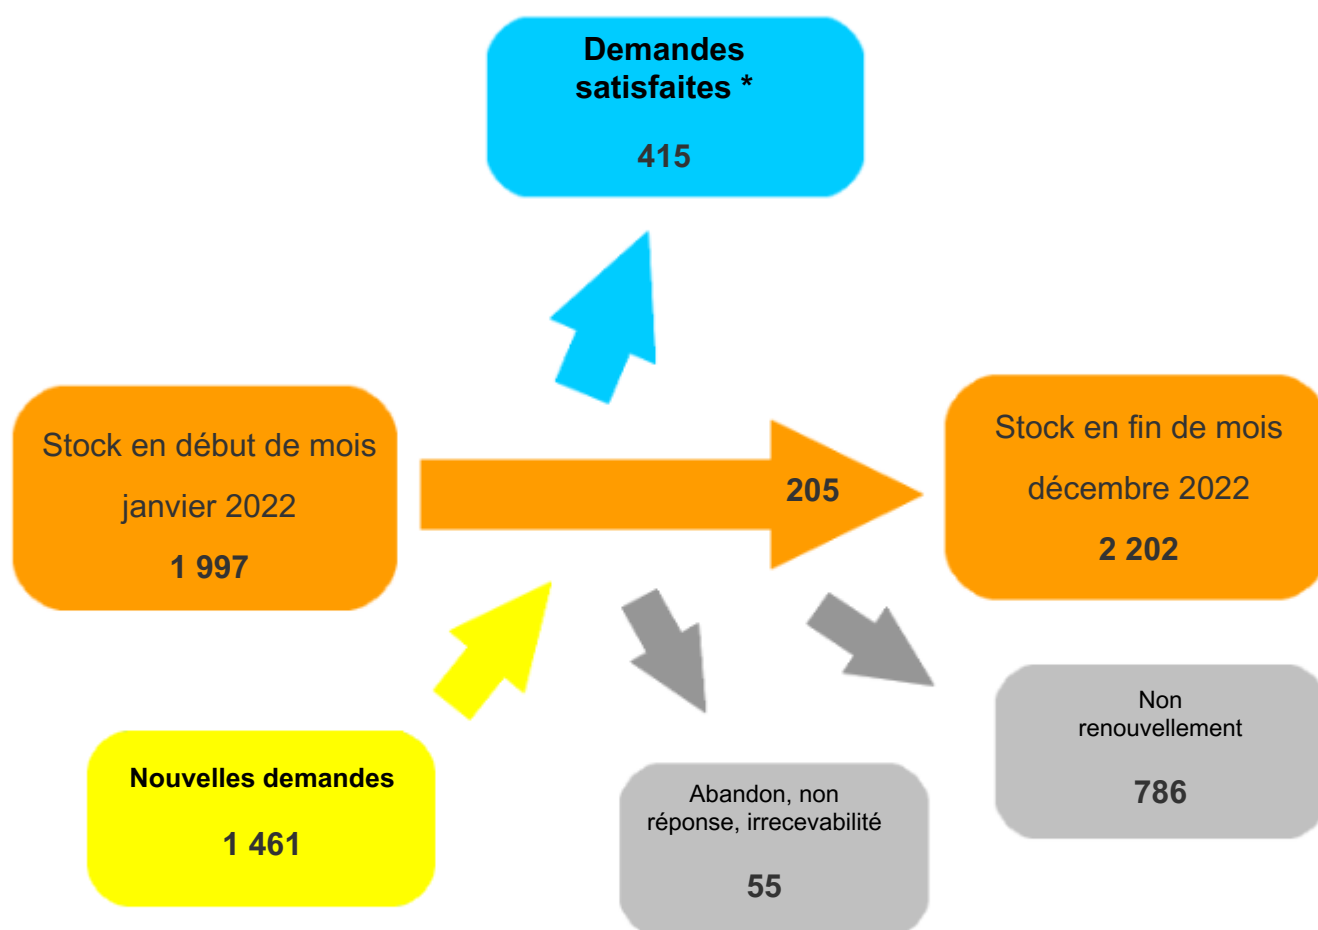 Demandes
satisfaites *
415
Stock en début de mois
janvier 2022
1 997
205
Stock en fin de mois
décembre 2022
2 202
Nouvelles demandes
1 461
Abandon, non
réponse, irrecevabilité
55
Non
renouvellement
786